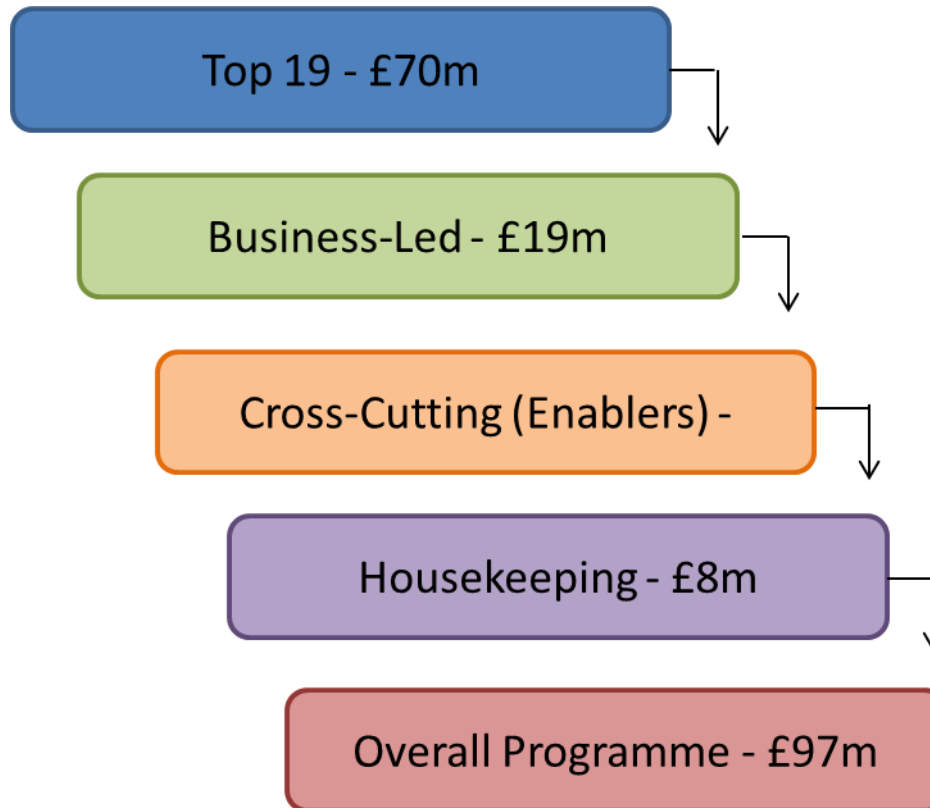 Top 19 - £70m
Business-Led - £19m
Cross-Cutting (Enablers) -
Housekeeping - £8m
Overall Programme - £97m